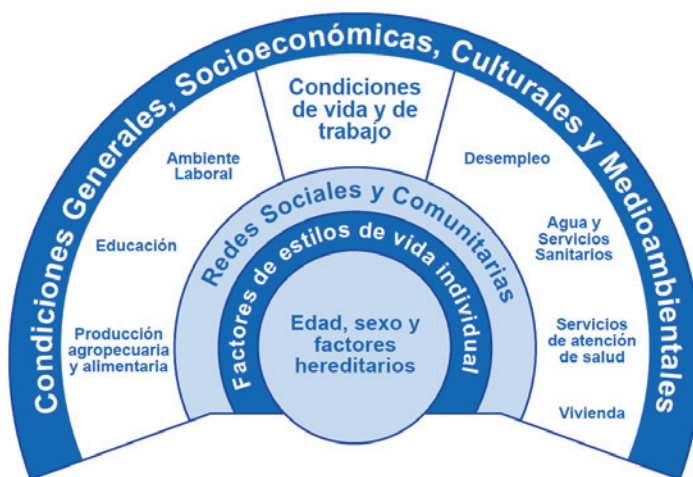 Condiciones Generales, Socioeconómicas, Culturales y Medioambientales
Condiciones
de vida y de
trabajo
Ambiente
Laboral
Educación
Producción
agropecuaria
y alimentaria
Desempleo
Agua y
Servicios
Sanitarios
Servicios
de atención
de salud
Vivienda
Redes Sociales y Comunitarias
Factores de estilos de vida individual
Edad, sexo y
factores
hereditarios